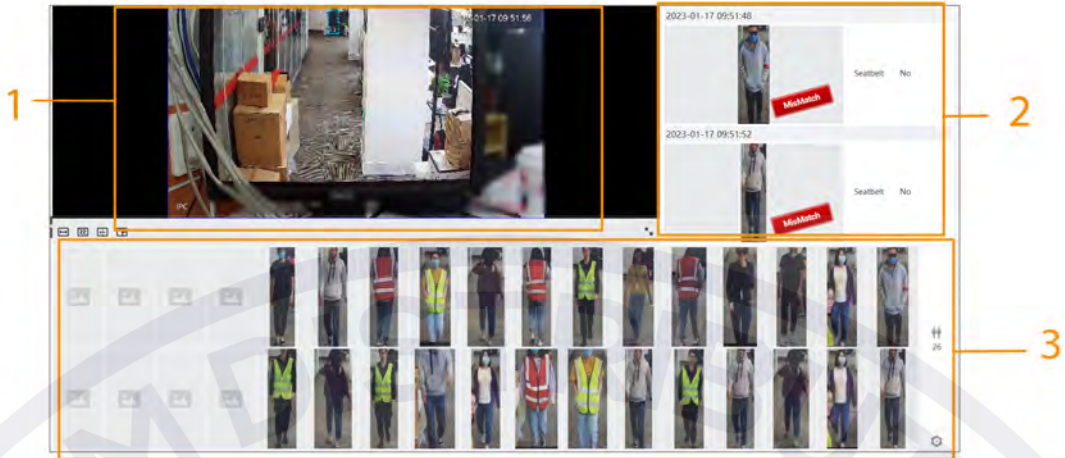 01-17 09:51:56
IPC
2023-01-17 09:51:48
MisMatch
Seatbelt No
2023-01-17 09:51:52
MisMatch
Seatbelt No
26
1
2
3